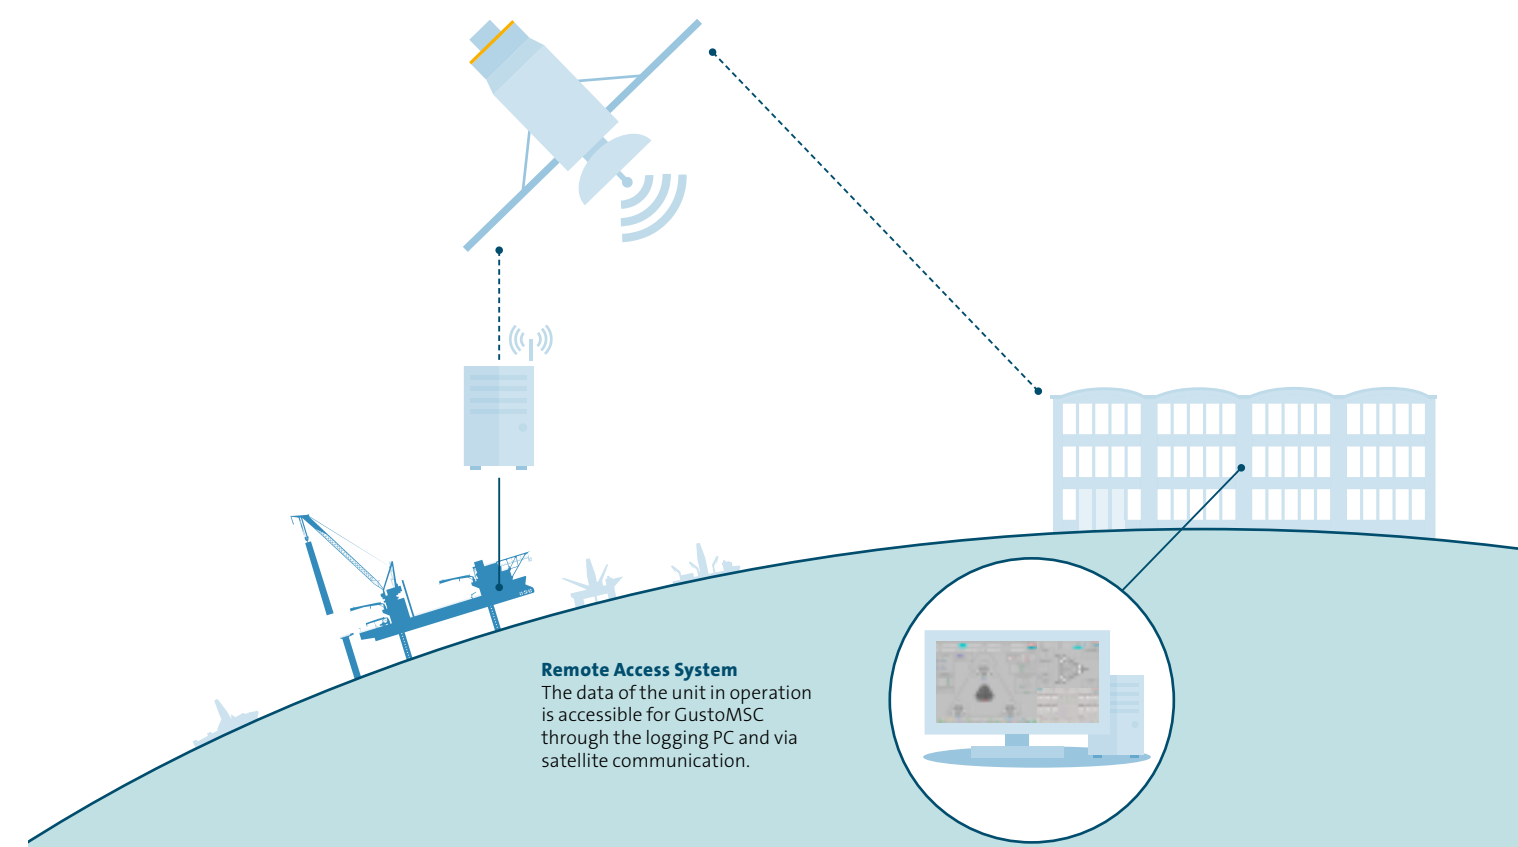 Remote Access System
The data of the unit in operation
is accessible for GustoMSC
through the logging PC and via
satellite communication.